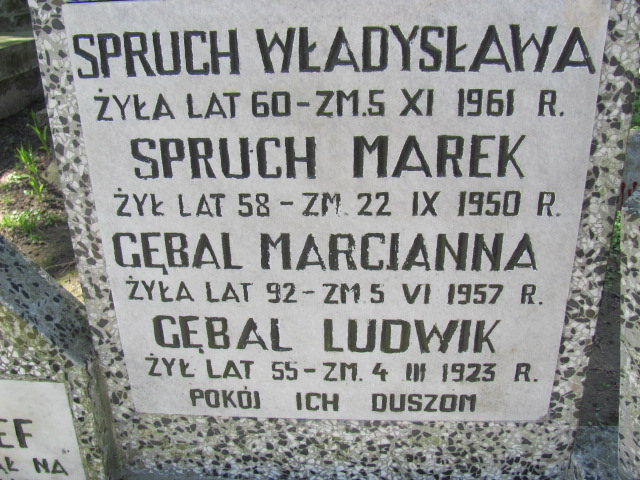 SPRUCH WŁADYSŁAWA
ŻYŁA LAT 60-ZM.5 XI 1961 R.
SPRUCH MAREK
ŻYŁ LAT 58-ZM. 22 IX 1950 R.
GĘBAL MARCJANNA
ŻYŁA LAT 92-ZM.5 VI 1957 R.
GĘBAL LUDWIK
ŻYŁ LAT 55-ZM. 4 III 1923 R.
POKÓJ ICH DUSZOM
NA